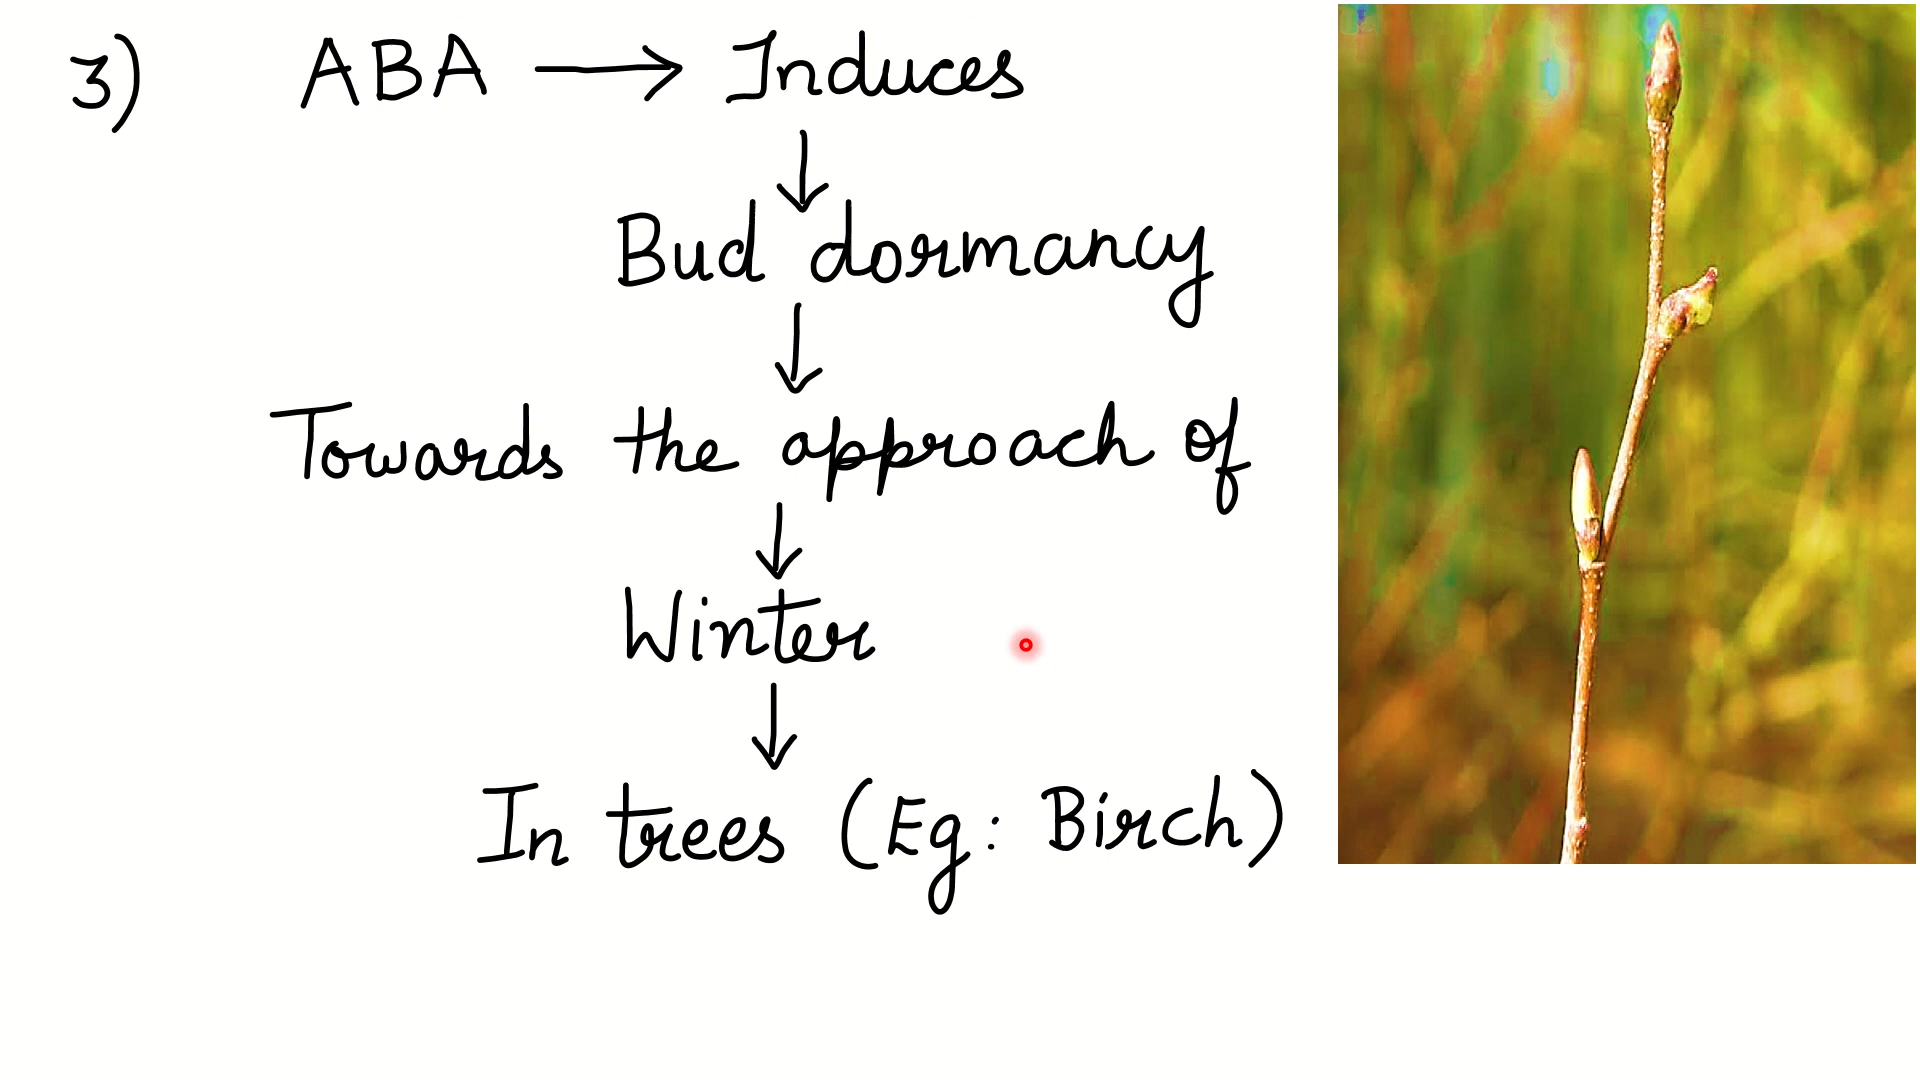 3) ABA → Induces
↓
Bud dormancy
↓
Towards the approach of
↓
Winter
↓
In trees (Eg: Birch)